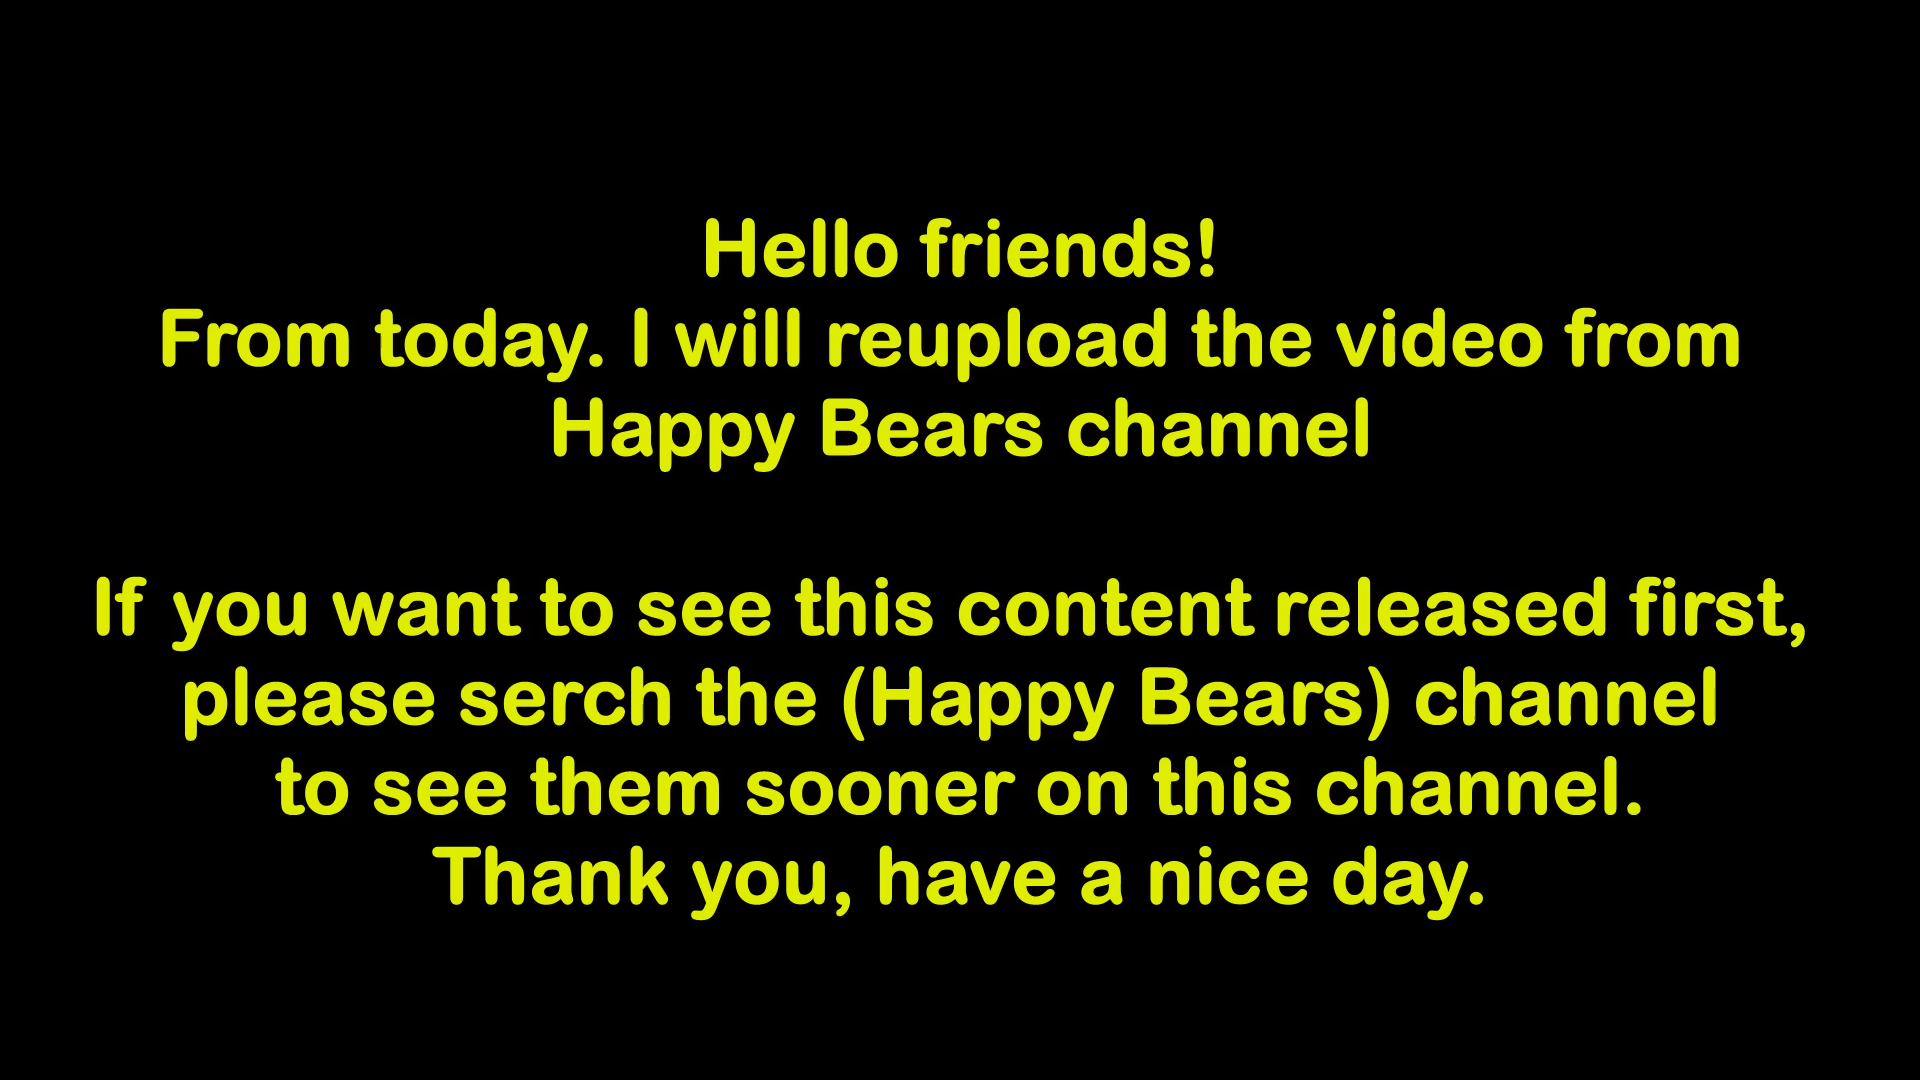 Hello friends!
From today. I will reupload the video from
Happy Bears channel
If you want to see this content released first,
please serch the (Happy Bears) channel
to see them sooner on this channel.
Thank you, have a nice day.